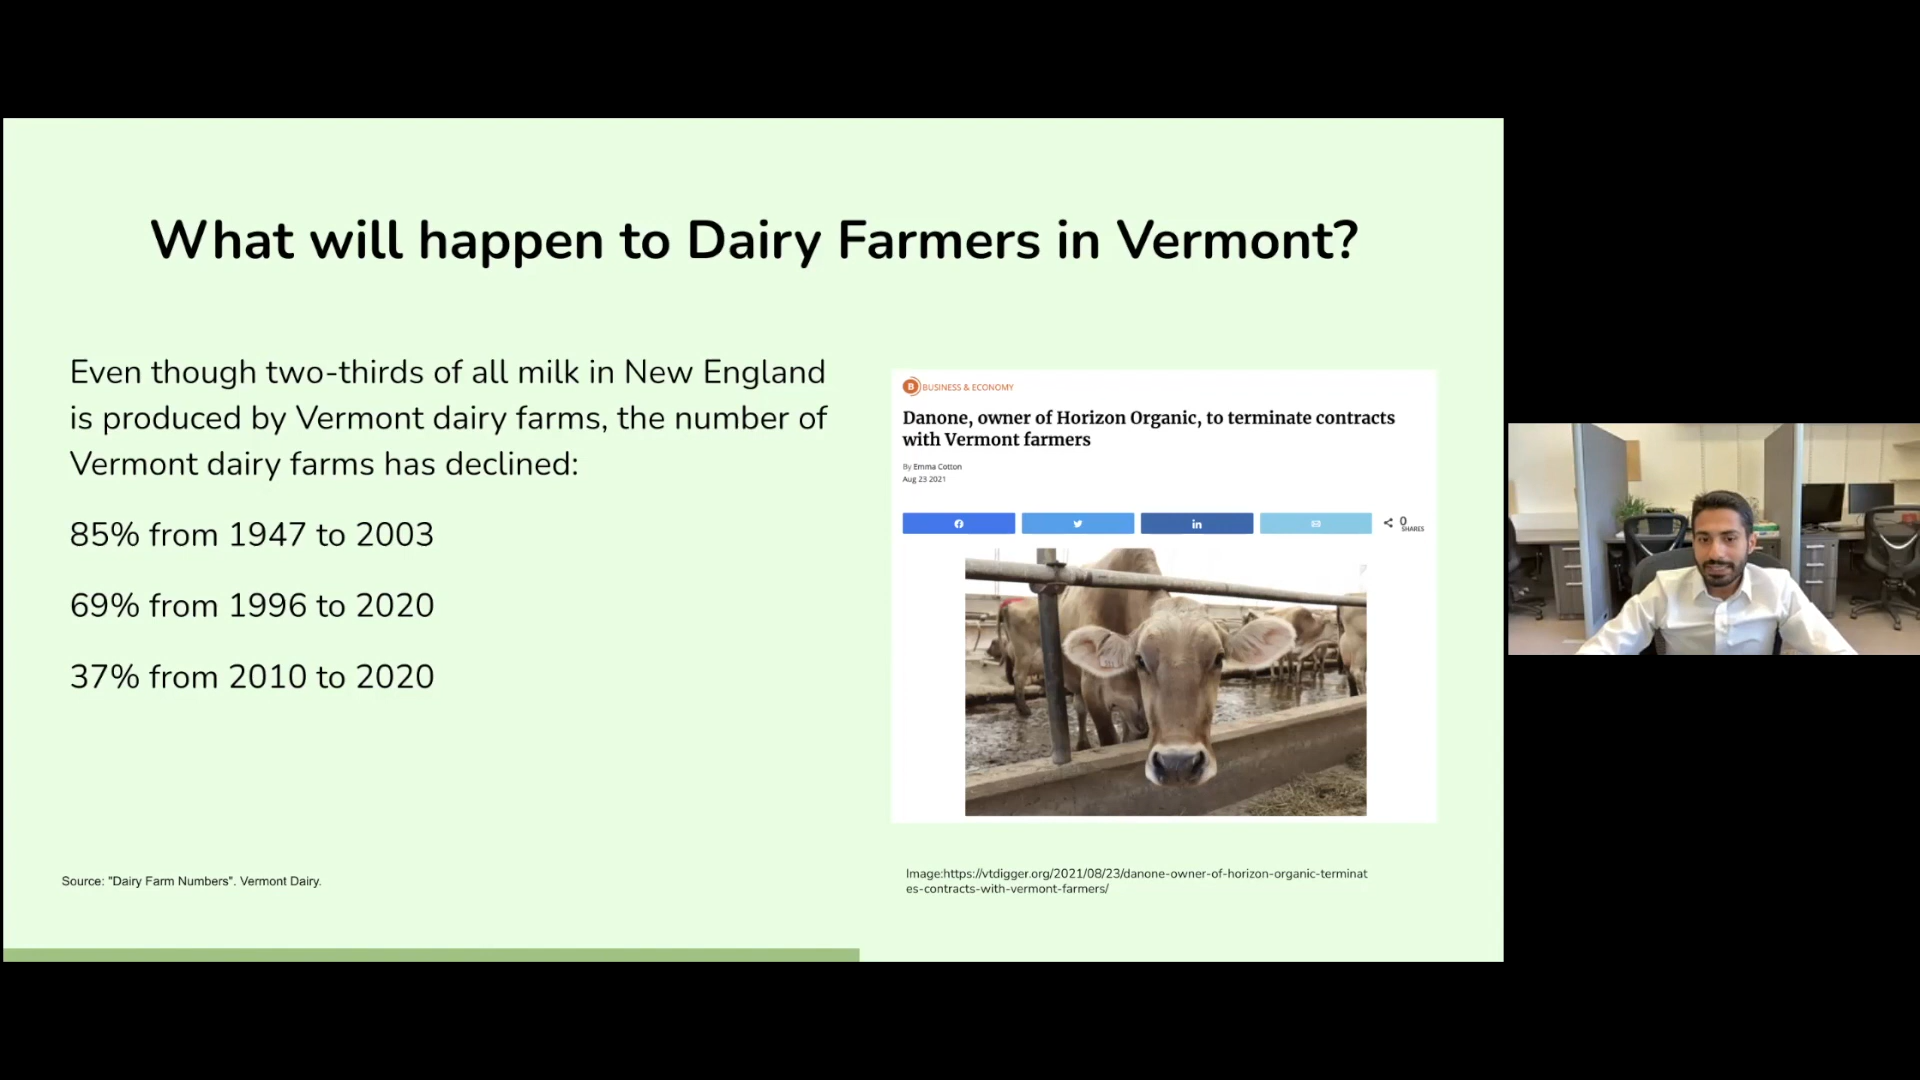 What will happen to Dairy Farmers in Vermont?
Even though two-thirds of all milk in New England
is produced by Vermont dairy farms, the number of
Vermont dairy farms has declined:
85% from 1947 to 2003
69% from 1996 to 2020
37% from 2010 to 2020
Source: "Dairy Farm Numbers". Vermont Dairy.
B BUSINESS & ECONOMY
Danone, owner of Horizon Organic, to terminate contracts
with Vermont farmers
By Emma Cotton
Aug 23 2021
0
SHARES
Image:https://vtdigger.org/2021/08/23/danone-owner-of-horizon-organic-terminat
es-contracts-with-vermont-farmers/